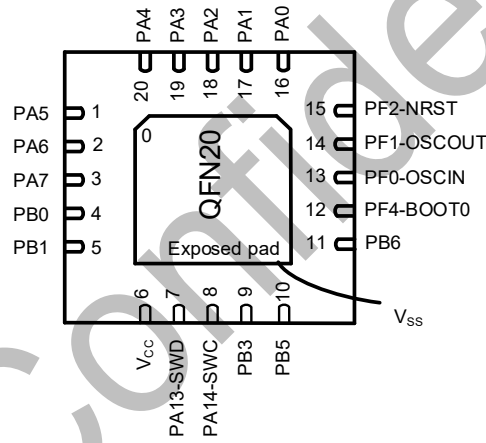 PA4
PA3
PA2
PA1
PA0
20
19
18
17
16
PA5 1
PA6 2
PA7 3
PB0 4
PB1 5
0
QFN20
Exposed pad
15 PF2-NRST
14 PF1-OSCOUT
13 PF0-OSCIN
12 PF4-BOOT0
11 PB6
6
7
8
9
10
VCC
PA13-SWD
PA14-SWC
PB3
PB5
VSS
Confide